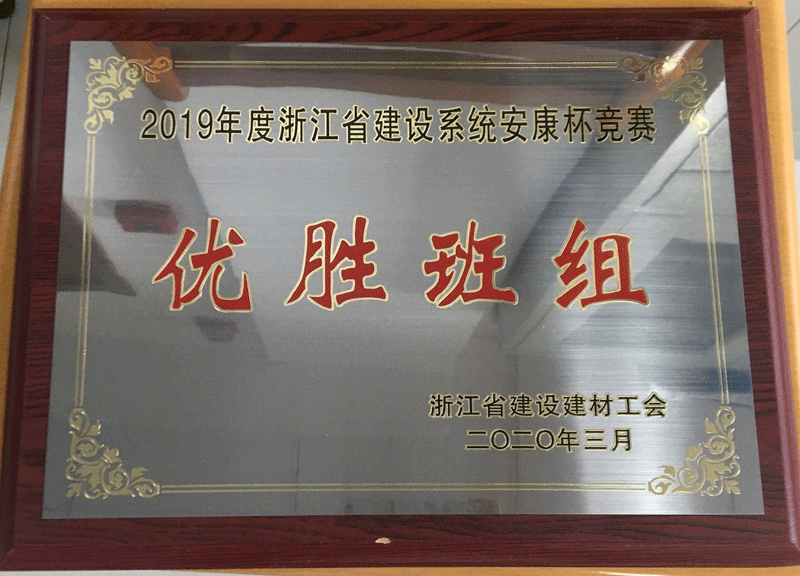 2019年度浙江省建设系统安康杯竞赛
优胜班组
浙江省建设建材工会
二〇二〇年三月